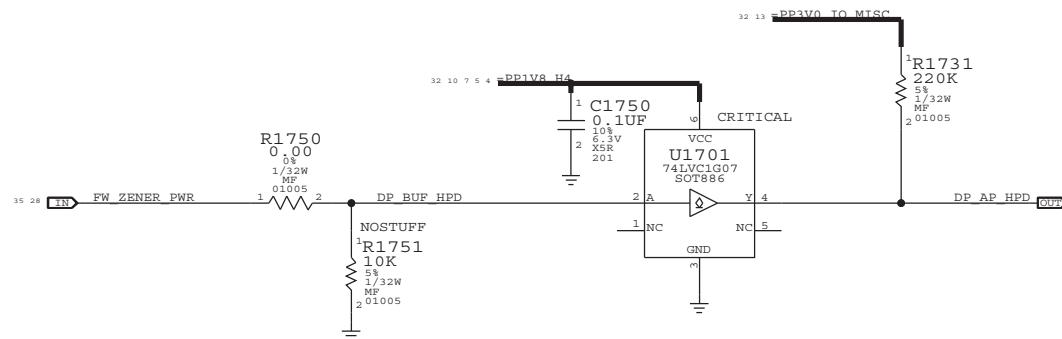 32 13 =PP3V0_IO_MISC
1
R1731
220K
5%
1/32W
MF
2 01005
32 10 7 5 4 =PP1V8_H4
1 C1750
0.1UF
10%
6.3V
2 X5R
201
6 CRITICAL
VCC
U1701
74LVC1G07
SOT886
R1750
0.00
0%
1/32W
MF
01005
35 28 IN FW_ZENER_PWR 1 2 DP_BUF_HPD 2 A Y 4 DP_AP_HPD OUT
NOSTUFF
1 R1751
10K
5%
1/32W
MF
2 01005
1 NC NC 5
GND
3